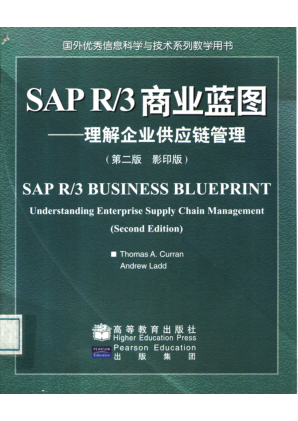 国外优秀信息科学与技术系列教学用书
SAP R/3 商业蓝图
——理解企业供应链管理
（第二版 影印版）
SAP R/3 BUSINESS BLUEPRINT
Understanding Enterprise Supply Chain Management
(Second Edition)
■ Thomas A. Curran
Andrew Ladd
高等教育出版社
Higher Education Press
PEARSON
Education
Pearson Education
出版集团